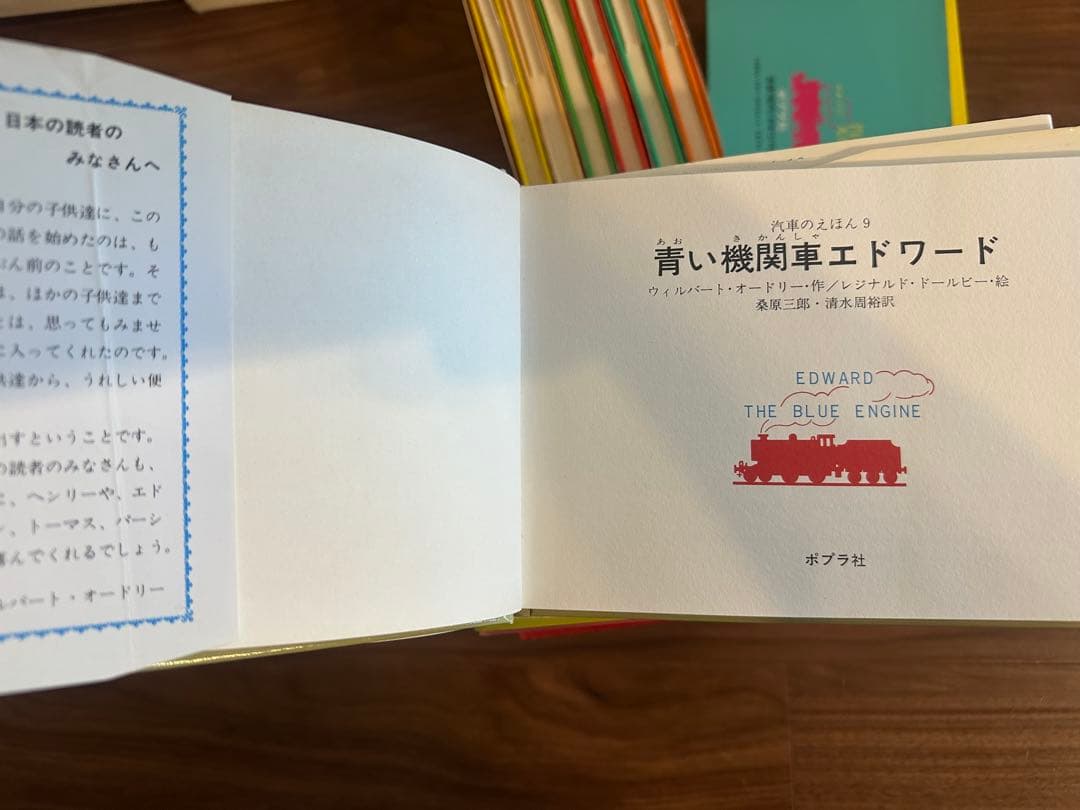 日本の読者の
みなさんへ
自分の子供達に、この
話を始めたのは、も
ぶん前のことです。そ
は、ほかの子供達まで
とは、思ってもみませ
に入ってくれたのです。
供達から、うれしい便
出すということです。
の読者のみなさんも、
に、ヘンリーや、エド
、トーマス、パーシ
喜んでくれるでしょう。
ルバート・オードリー
汽車のえほん 9
あお きかんしゃ
青い機関車エドワード
ウィルバート・オードリー・作／レジナルド・ドールビー・絵
桑原三郎・清水周裕訳
EDWARD
THE BLUE ENGINE
ポプラ社